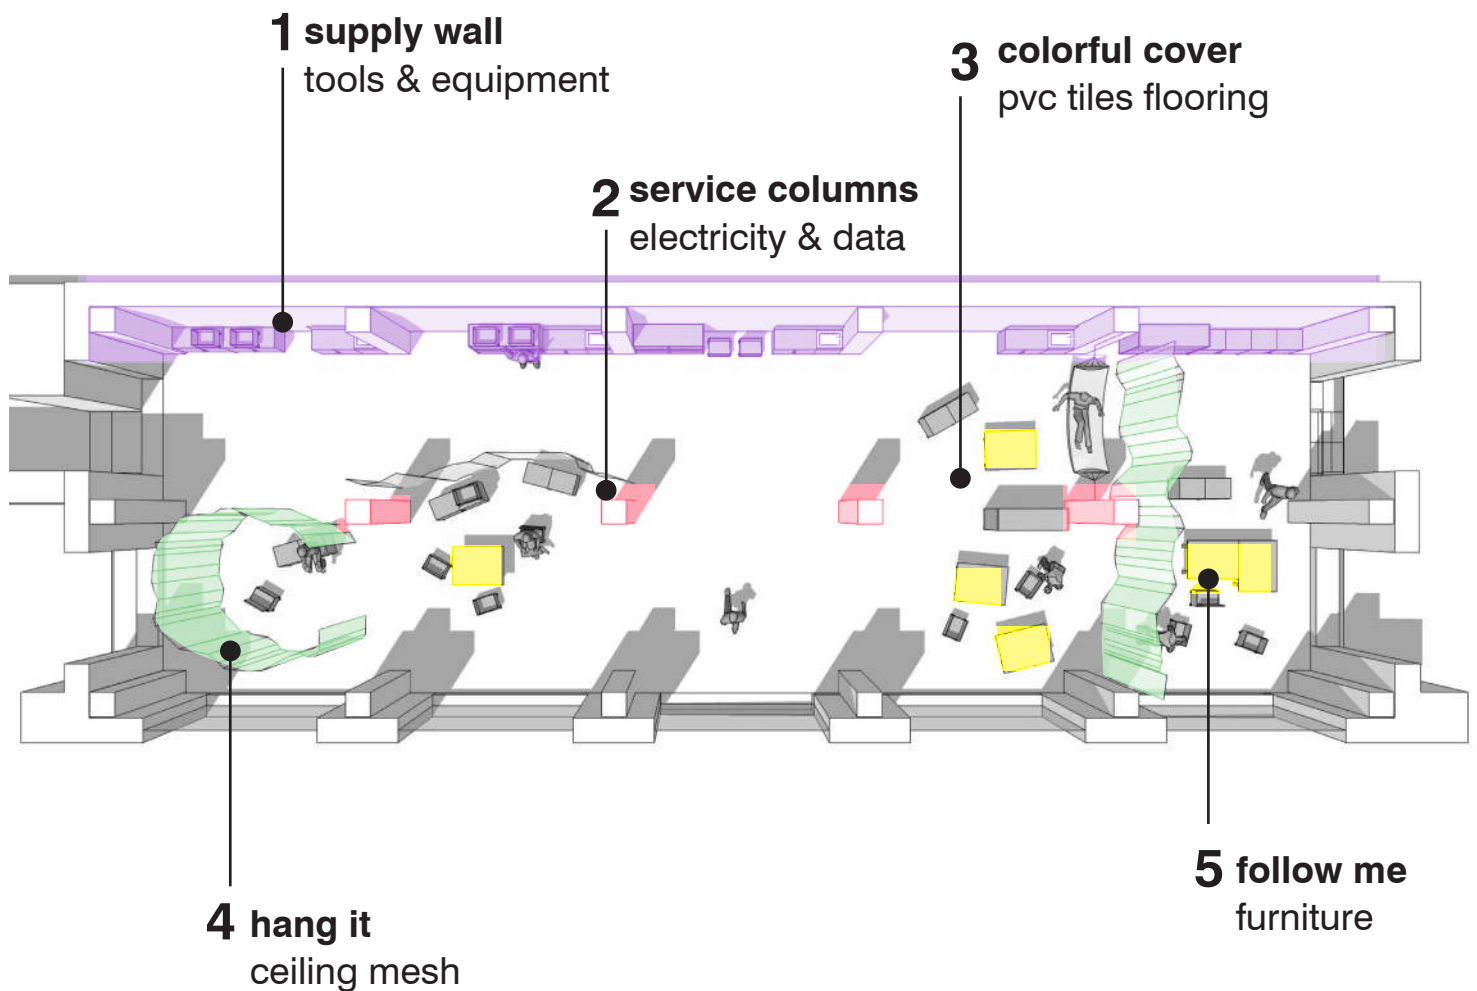 1 supply wall
tools & equipment
3 colorful cover
pvc tiles flooring
2 service columns
electricity & data
5 follow me
furniture
4 hang it
ceiling mesh